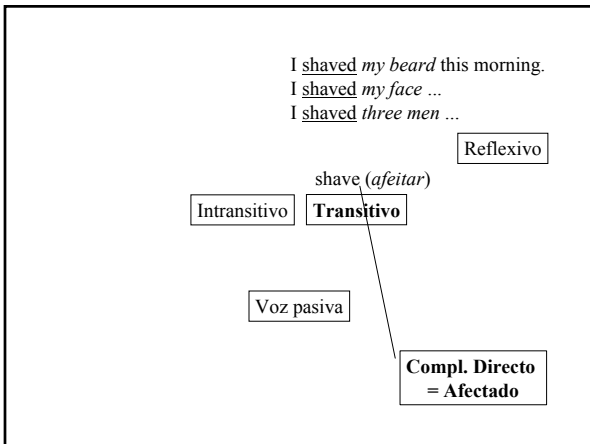 I shaved my beard this morning.
I shaved my face ...
I shaved three men ...
Reflexivo
shave (afeitar)
Intransitivo
Transitivo
Voz pasiva
Compl. Directo
= Afectado